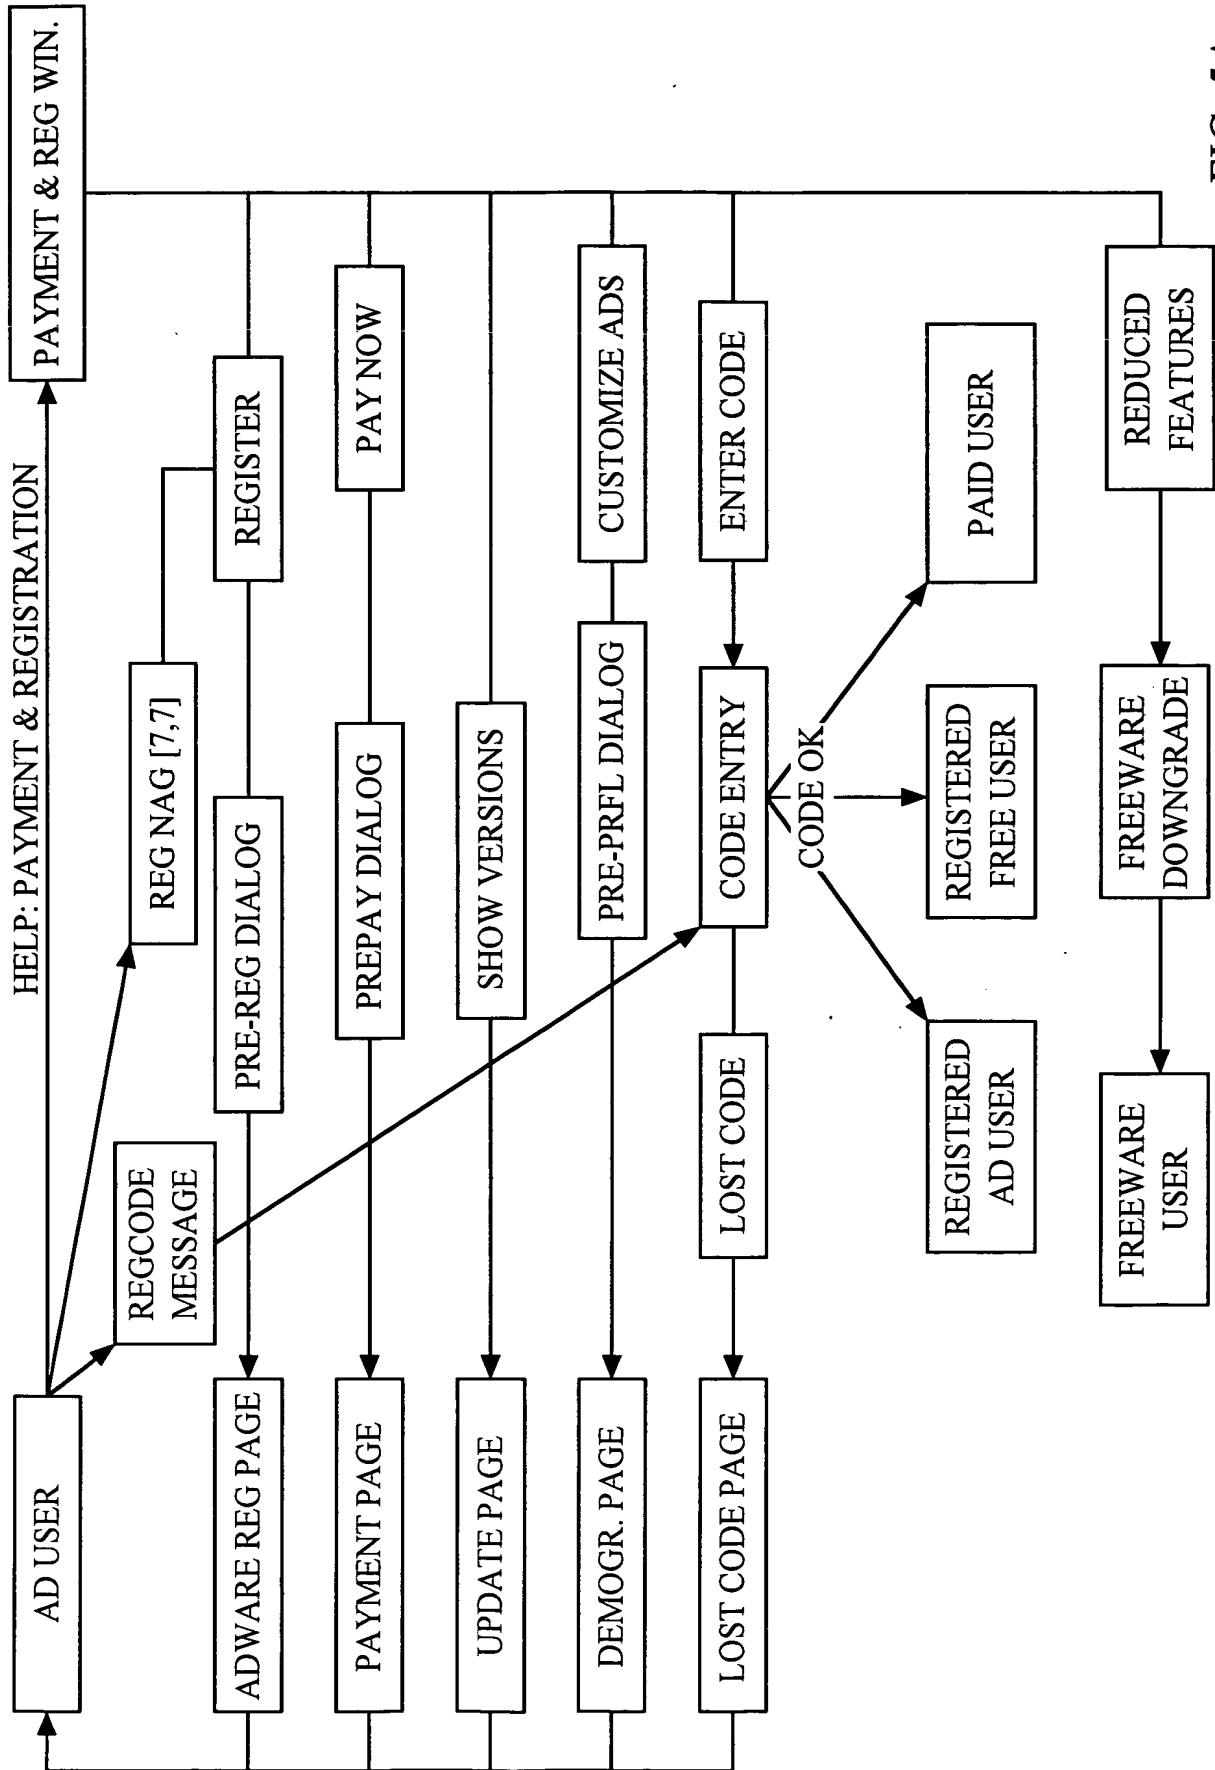 HELP: PAYMENT & REGISTRATION
AD USER
PAYMENT & REG WIN.
REGCODE
MESSAGE
REG NAG [7,7]
ADWARE REG PAGE
PRE-REG DIALOG
REGISTER
PAYMENT PAGE
PREPAY DIALOG
PAY NOW
UPDATE PAGE
SHOW VERSIONS
DEMOGR. PAGE
PRE-PRFL DIALOG
CUSTOMIZE ADS
LOST CODE PAGE
LOST CODE
CODE ENTRY
ENTER CODE
CODE OK
REGISTERED
AD USER
REGISTERED
FREE USER
PAID USER
FREEWARE
USER
FREEWARE
DOWNGRADE
REDUCED
FEATURES